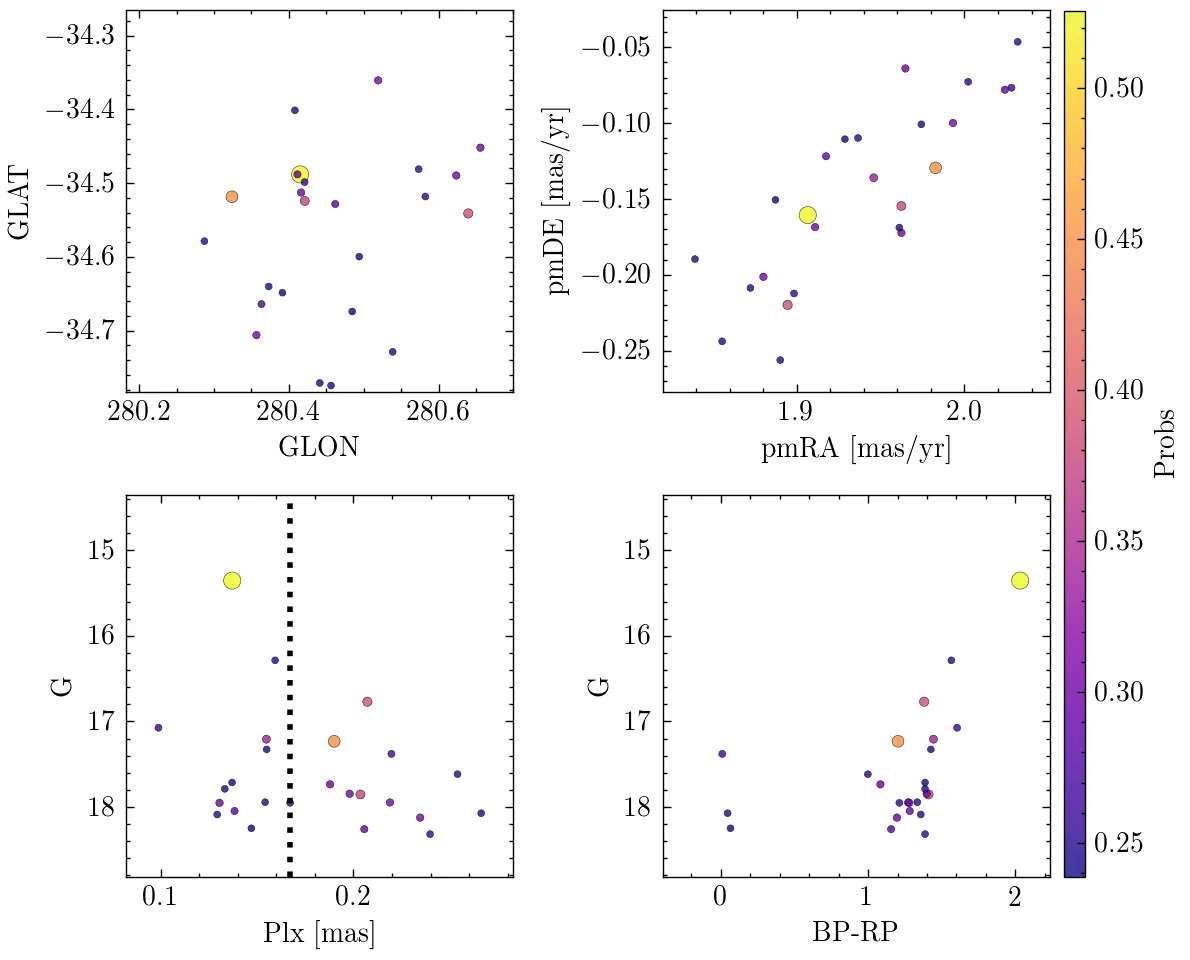 −34.3
−34.4
−34.5
−34.6
−34.7
GLAT
280.2 280.4 280.6
GLON
−0.05
−0.10
−0.15
−0.20
−0.25
pmDE [mas/yr]
1.9 2.0
pmRA [mas/yr]
15
16
17
18
G
0.1 0.2
Plx [mas]
15
16
17
18
G
0 1 2
BP-RP
0.50
0.45
0.40
0.35
0.30
0.25
Probs